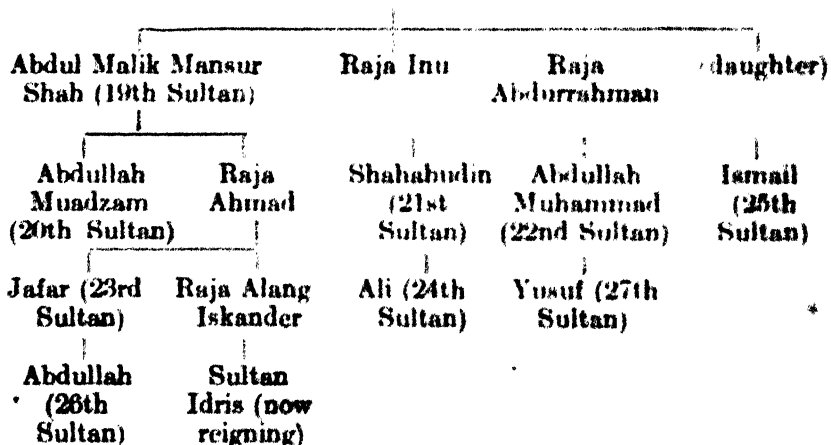 Abdul Malik Mansur Raja Inu Raja (daughter)
Shah (19th Sultan) Abdurrahman
Abdullah Raja Shahabudin Abdullah Ismail
Muadzam Ahmad (21st Muhammad (25th
(20th Sultan) Sultan) (22nd Sultan) Sultan)
Jafar (23rd Raja Alang Ali (24th Yusuf (27th
Sultan) Iskander Sultan) Sultan)
Abdullah Sultan
(26th Idris (now
Sultan) reigning)